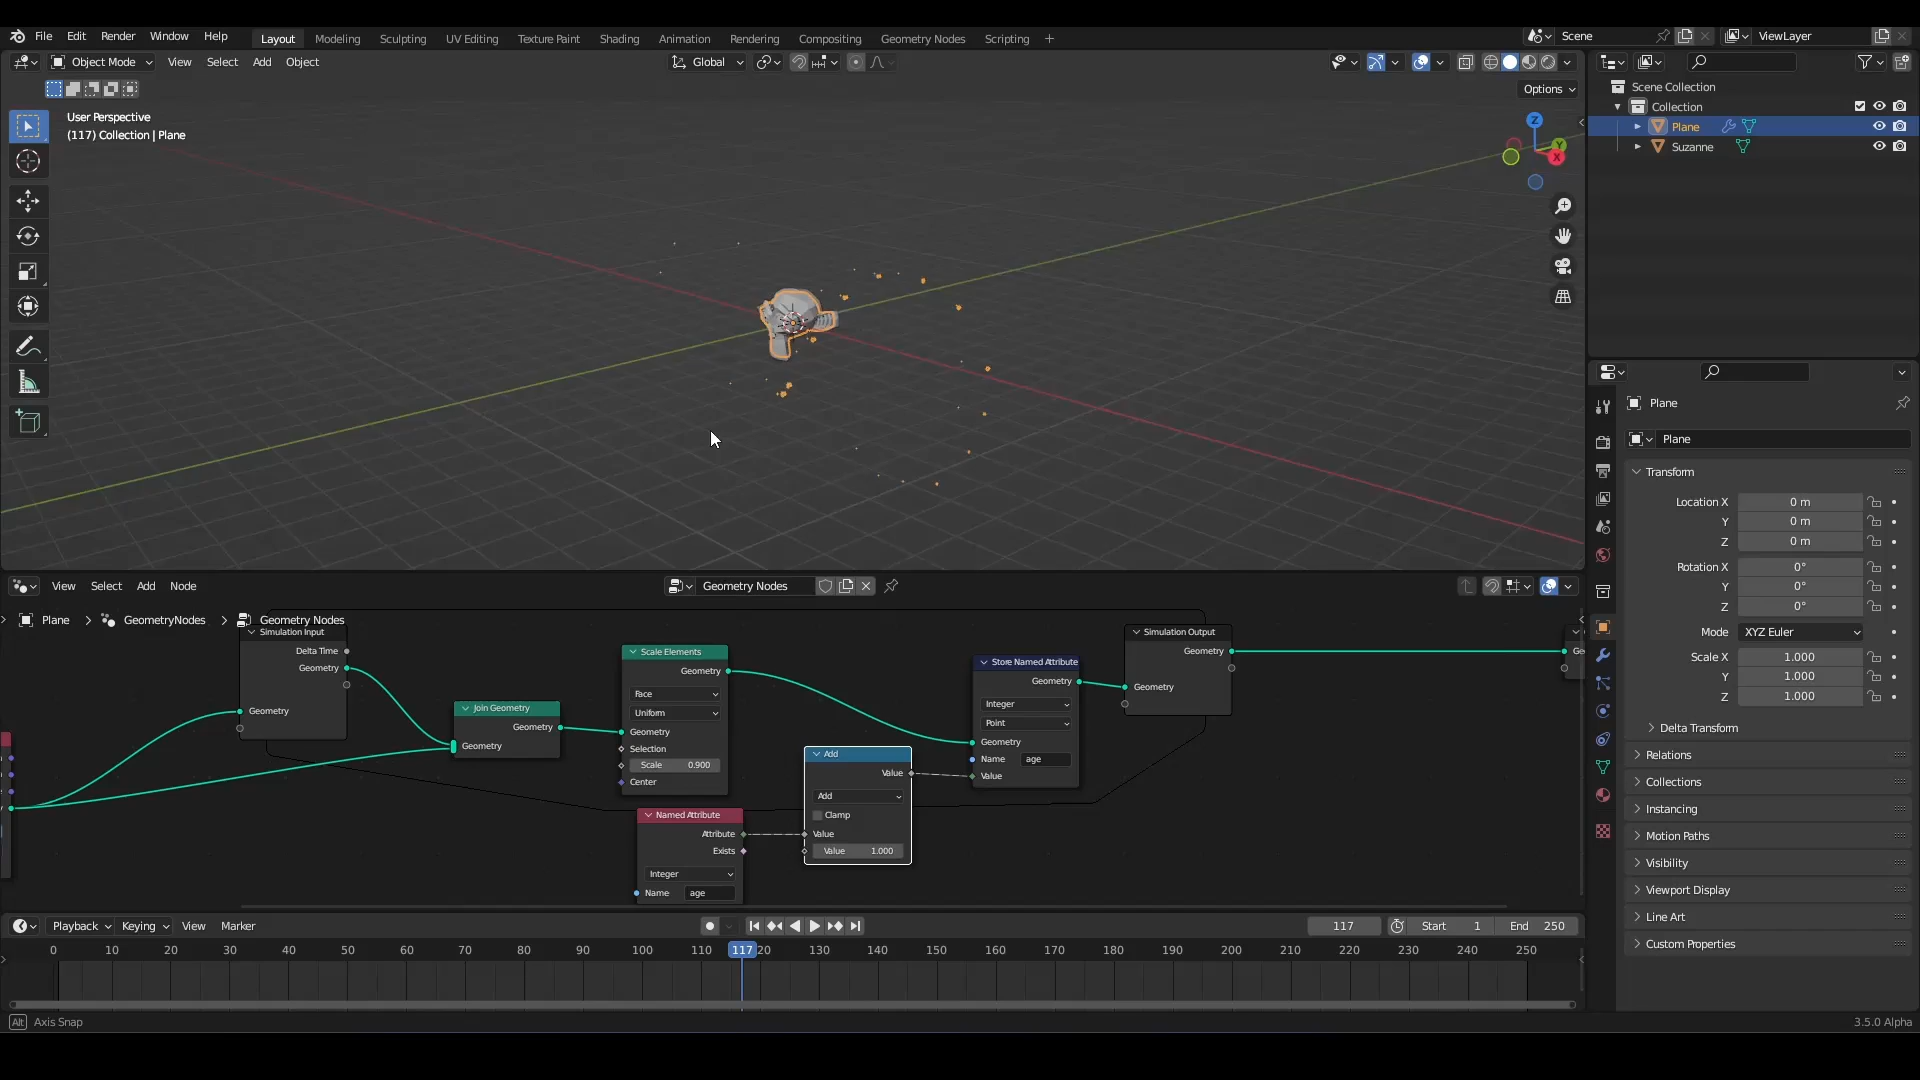 File Edit Render Window Help Layout Modeling Sculpting UV Editing Texture Paint Shading Animation Rendering Compositing Geometry Nodes Scripting + Scene ViewLayer
Object Mode View Select Add Object Global
Options
User Perspective
(117) Collection | Plane
Z
Y
X
Scene Collection
Collection
Plane
Suzanne
Plane
Plane
Transform
Location X 0 m
Y 0 m
Z 0 m
Rotation X 0°
Y 0°
Z 0°
Mode XYZ Euler
Scale X 1.000
Y 1.000
Z 1.000
Delta Transform
Relations
Collections
Instancing
Motion Paths
Visibility
Viewport Display
Line Art
Custom Properties
View Select Add Node Geometry Nodes
Plane > GeometryNodes > Geometry Nodes
Simulation Input
Delta Time
Geometry
Geometry
Join Geometry
Geometry
Geometry
Scale Elements
Geometry
Face
Uniform
Geometry
Selection
Scale 0.900
Center
Named Attribute
Attribute
Exists
Integer
Name age
Add
Value
Add
Clamp
Value
Value 1.000
Store Named Attribute
Geometry
Integer
Point
Geometry
Name age
Value
Simulation Output
Geometry
Geometry
Playback Keying View Marker 117 Start 1 End 250
0 10 20 30 40 50 60 70 80 90 100 110 117 20 130 140 150 160 170 180 190 200 210 220 230 240 250
Alt Axis Snap 3.5.0 Alpha